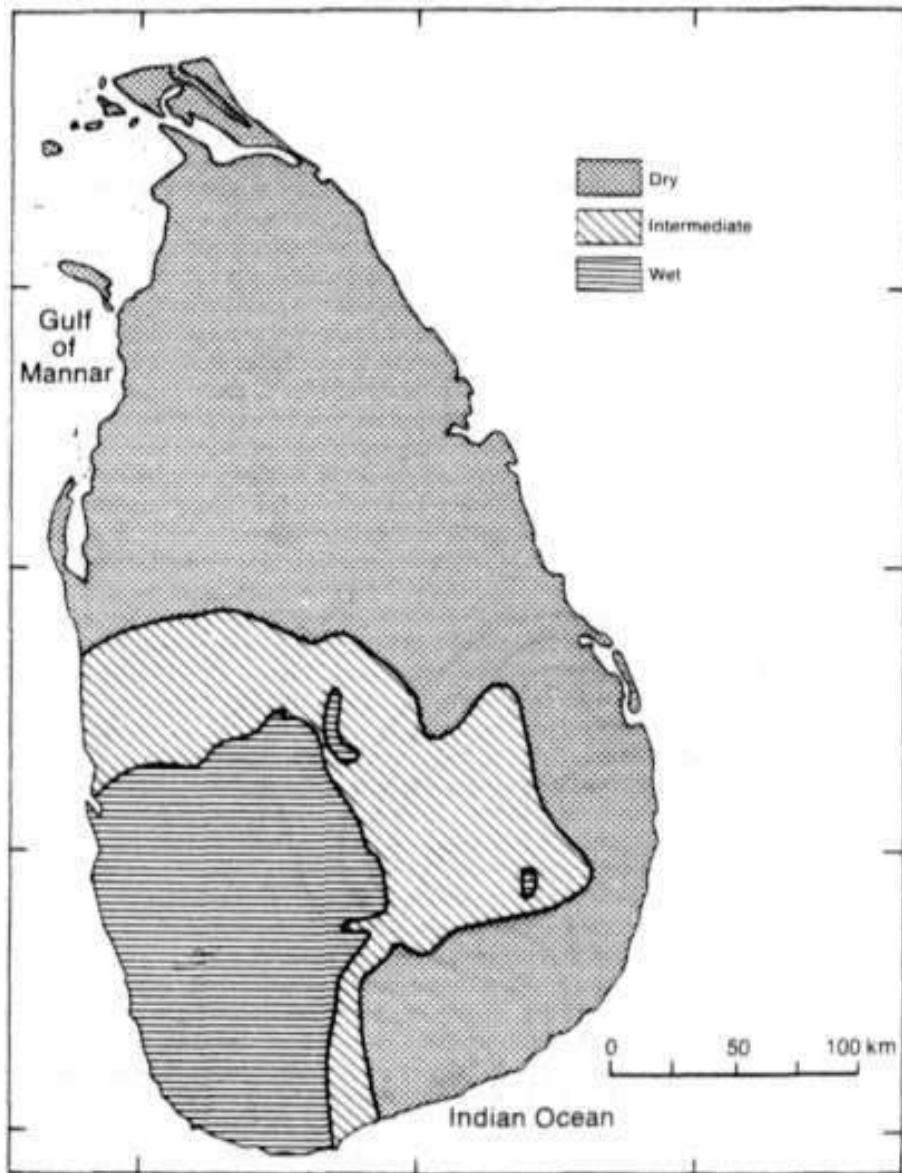 Dry
Intermediate
Wet
Gulf
of
Mannar
0 50 100 km
Indian Ocean